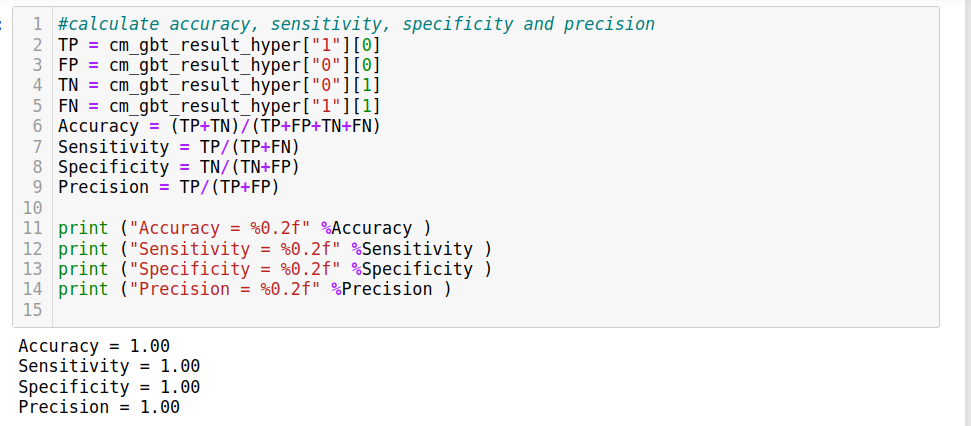 1 #calculate accuracy, sensitivity, specificity and precision
2 TP = cm_gbt_result_hyper["1"][0]
3 FP = cm_gbt_result_hyper["0"][0]
4 TN = cm_gbt_result_hyper["0"][1]
5 FN = cm_gbt_result_hyper["1"][1]
6 Accuracy = (TP+TN)/(TP+FP+TN+FN)
7 Sensitivity = TP/(TP+FN)
8 Specificity = TN/(TN+FP)
9 Precision = TP/(TP+FP)
10
11 print ("Accuracy = %0.2f" %Accuracy )
12 print ("Sensitivity = %0.2f" %Sensitivity )
13 print ("Specificity = %0.2f" %Specificity )
14 print ("Precision = %0.2f" %Precision )
15
Accuracy = 1.00
Sensitivity = 1.00
Specificity = 1.00
Precision = 1.00